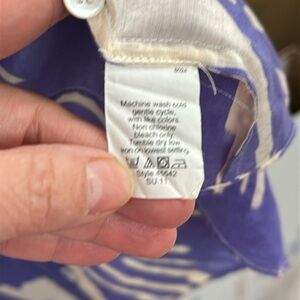 Machine wash cold
gentle cycle,
with like colors.
Non chlorine
bleach only.
Tumble dry low
iron on lowest setting.
Style 45042
SU 11